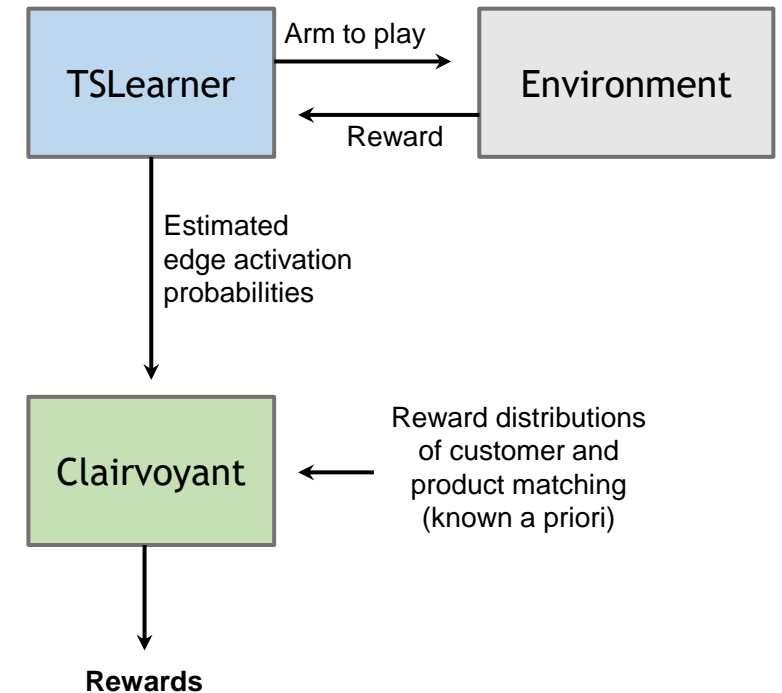 Arm to play
TSLearner
Environment
Reward
Estimated
edge activation
probabilities
Clairvoyant
Reward distributions
of customer and
product matching
(known a priori)
Rewards